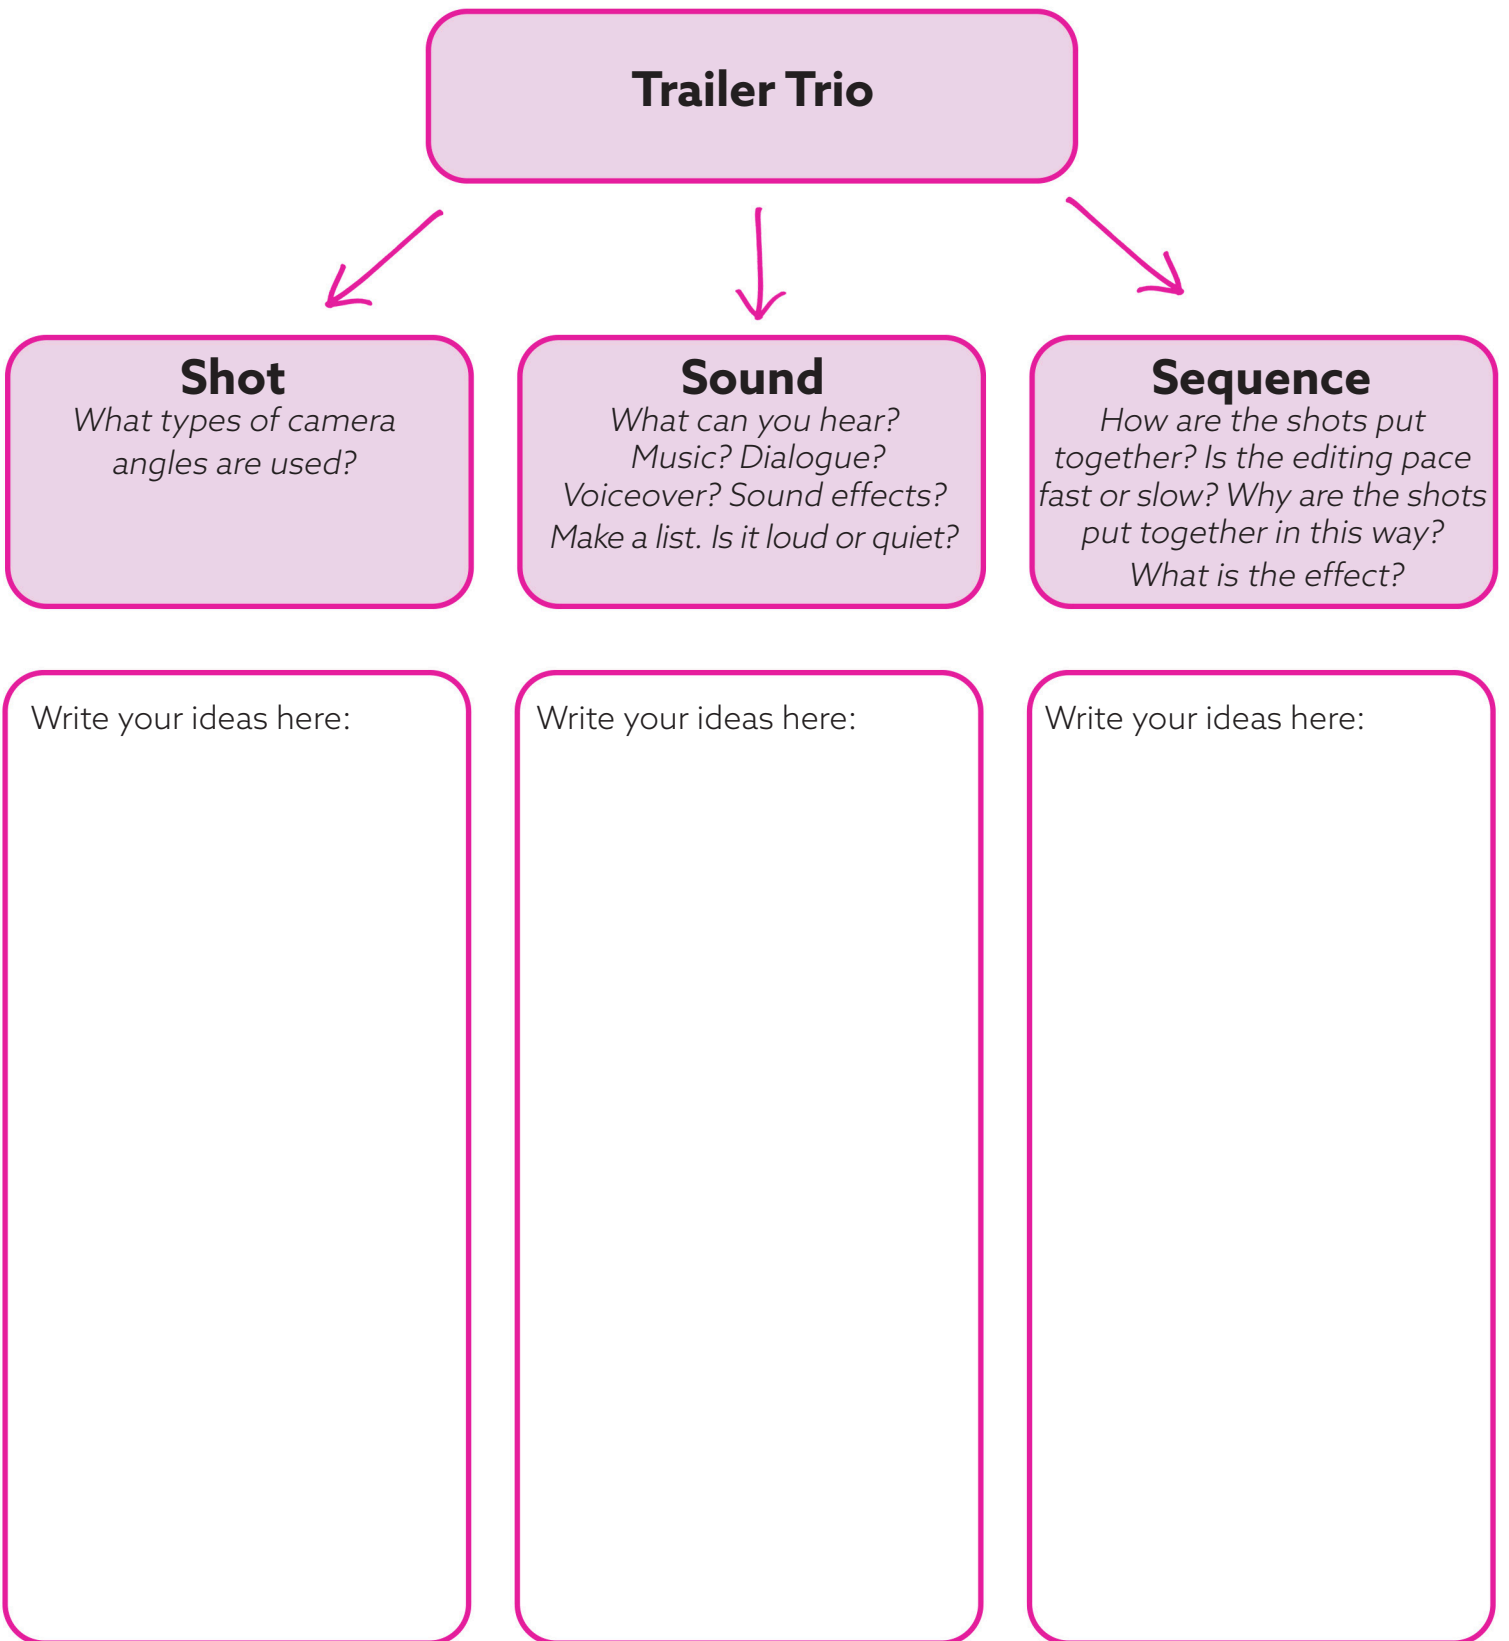 Trailer Trio
Shot
What types of camera
angles are used?
Sound
What can you hear?
Music? Dialogue?
Voiceover? Sound effects?
Make a list. Is it loud or quiet?
Sequence
How are the shots put
together? Is the editing pace
fast or slow? Why are the shots
put together in this way?
What is the effect?
Write your ideas here:
Write your ideas here:
Write your ideas here: